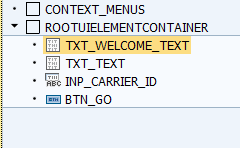 CONTEXT_MENUS
ROOTUIELEMENTCONTAINER
TXT_WELCOME_TEXT
TXT_TEXT
INP_CARRIER_ID
BTN_GO